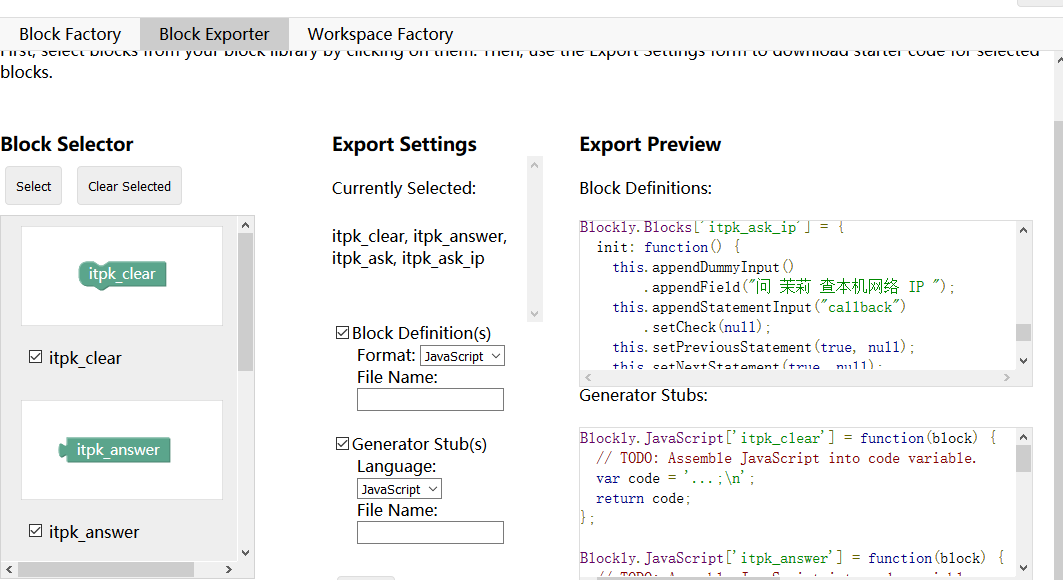 Block Factory
Block Exporter
Workspace Factory
First, select blocks from your block library by clicking on them. Then, use the Export Settings form to download starter code for selected
blocks.
Block Selector
Select
Clear Selected
itpk_clear
itpk_clear
itpk_answer
itpk_answer
Export Settings
Currently Selected:
itpk_clear, itpk_answer,
itpk_ask, itpk_ask_ip
Block Definition(s)
Format: JavaScript
File Name:
Generator Stub(s)
Language:
JavaScript
File Name:
Export Preview
Block Definitions:
Blockly.Blocks['itpk_ask_ip'] = {
init: function() {
this.appendDummyInput()
.appendField("问 茉莉 查本机网络 IP ");
this.appendStatementInput("callback")
.setCheck(null);
this.setPreviousStatement(true, null);
this.setNextStatement(true, null);
Generator Stubs:
Blockly.JavaScript['itpk_clear'] = function(block) {
// TODO: Assemble JavaScript into code variable.
var code = '...;\n';
return code;
};
Blockly.JavaScript['itpk_answer'] = function(block) {
// TODO: Assemble JavaScript into code variable.